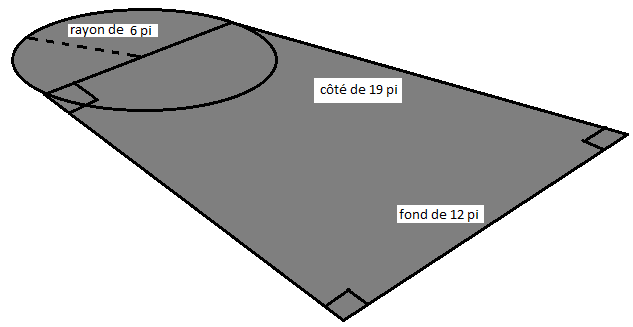 rayon de 6 pi
côté de 19 pi
fond de 12 pi